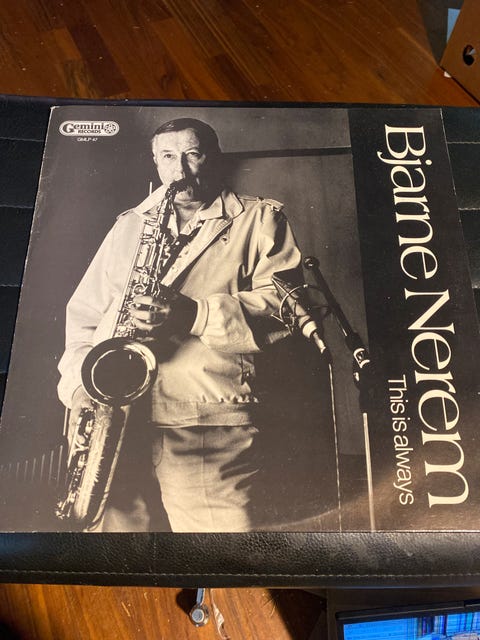 Gemini
RECORDS
GMLP 47
Bjarne Nerem
This is always